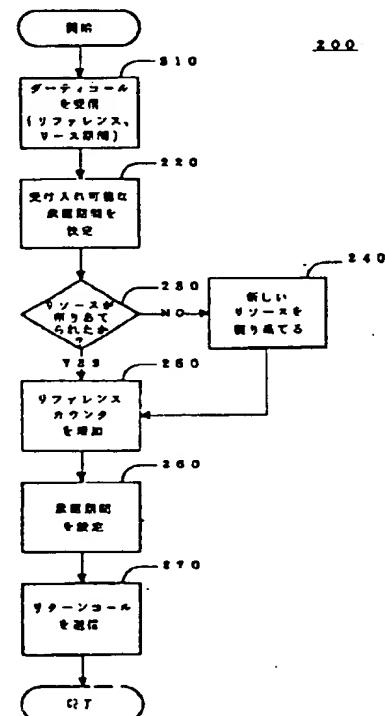 開始
200
210
ダーティコール
を受信
(リファレンス、
リース期間)
220
受け入れ可能な
承諾期間を
決定
230
リソースが
割りあて
られたか
?
NO
YES
240
新しい
リソースを
割り当てる
250
リファレンス
カウンタ
を増加
260
承諾期間
を設定
270
リターンコール
を送信
終了